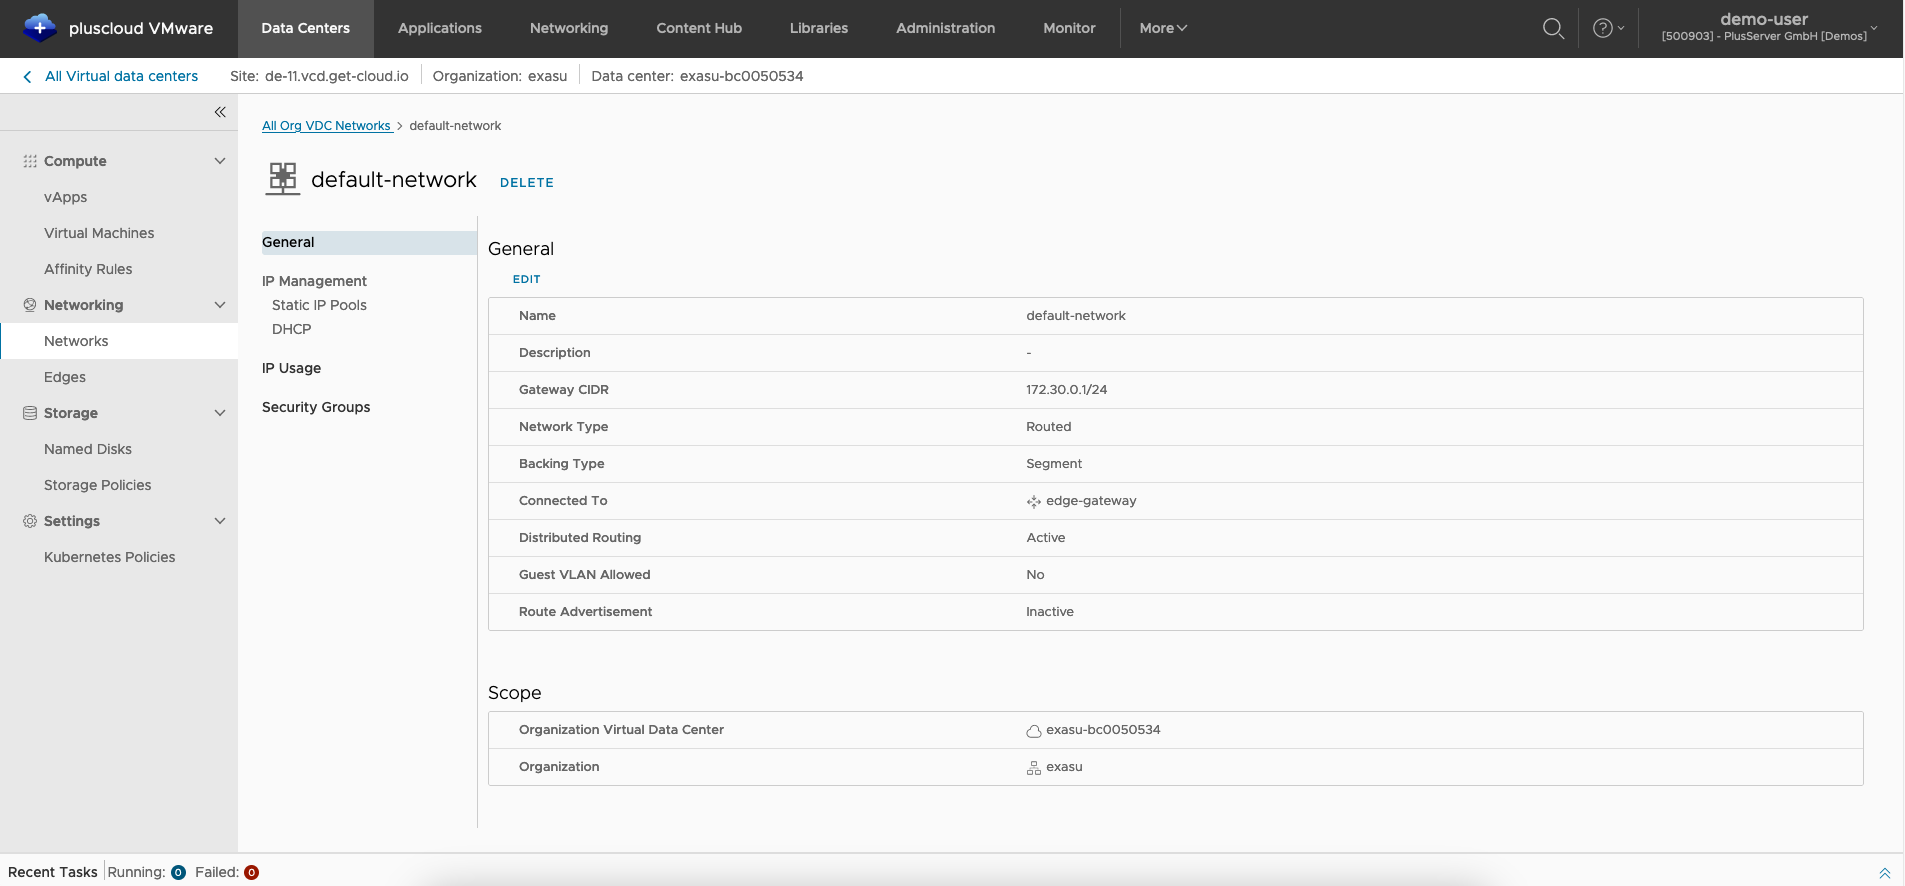 pluscloud VMware
Data Centers
Applications
Networking
Content Hub
Libraries
Administration
Monitor
More
demo-user
[500903] - PlusServer GmbH [Demos]
All Virtual data centers
Site: de-11.vcd.get-cloud.io
Organization: exasu
Data center: exasu-bc0050534
Compute
vApps
Virtual Machines
Affinity Rules
Networking
Networks
Edges
Storage
Named Disks
Storage Policies
Settings
Kubernetes Policies
All Org VDC Networks > default-network
default-network DELETE
General
IP Management
Static IP Pools
DHCP
IP Usage
Security Groups
General
EDIT
Name default-network
Description -
Gateway CIDR 172.30.0.1/24
Network Type Routed
Backing Type Segment
Connected To edge-gateway
Distributed Routing Active
Guest VLAN Allowed No
Route Advertisement Inactive
Scope
Organization Virtual Data Center exasu-bc0050534
Organization exasu
Recent Tasks Running: 0 Failed: 0